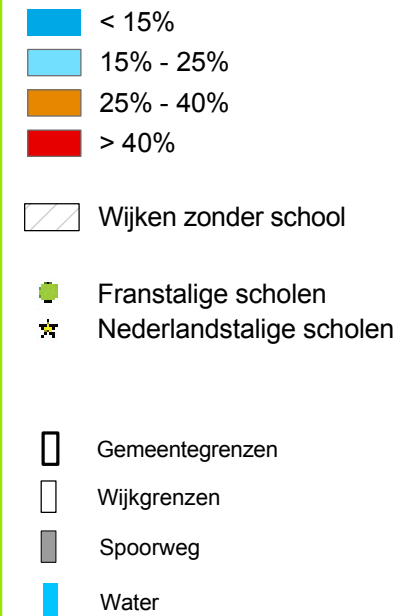 < 15%
15% - 25%
25% - 40%
> 40%
Wijken zonder school
Franstalige scholen
Nederlandstalige scholen
Gemeentegrenzen
Wijkgrenzen
Spoorweg
Water